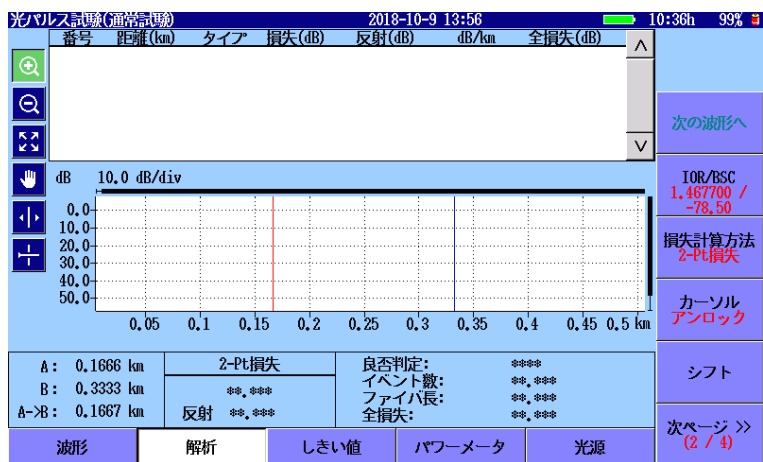 光パルス試験(通常試験) 2018-10-9 13:56 10:36h 99%
番号 距離(km) タイプ 損失(dB) 反射(dB) dB/km 全損失(dB)
次の波形へ
dB 10.0 dB/div
IOR/BSC
1.467700 /
-78.50
0.0
10.0
20.0
30.0
40.0
50.0
損失計算方法
2-Pt損失
0.05 0.1 0.15 0.2 0.25 0.3 0.35 0.4 0.45 0.5 km
カーソル
アンロック
A: 0.1666 km
B: 0.3333 km
A->B: 0.1667 km
2-Pt損失
**.***
反射 **.***
良否判定: ****
イベント数: **.***
ファイバ長: **.***
全損失: **.***
シフト
次ページ >>
(2 / 4)
波形 解析 しきい値 パワーメータ 光源